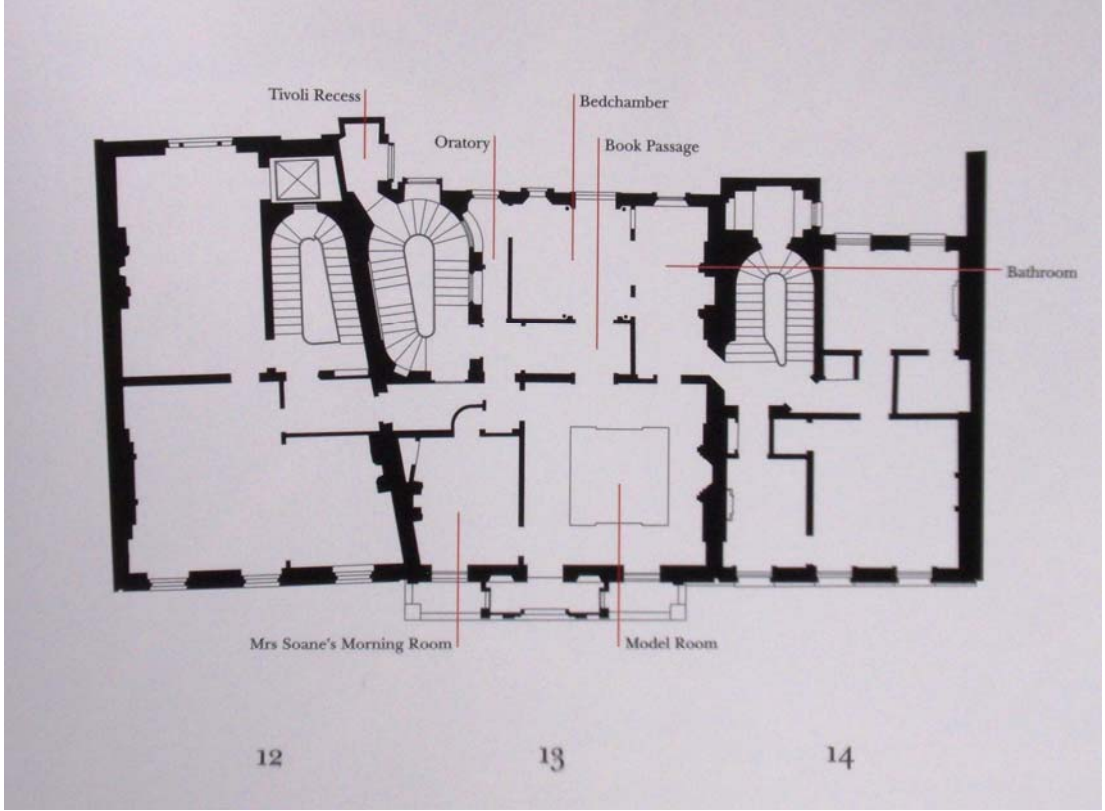 Tivoli Recess
Bedchamber
Oratory
Book Passage
Bathroom
Mrs Soane's Morning Room
Model Room
12
13
14